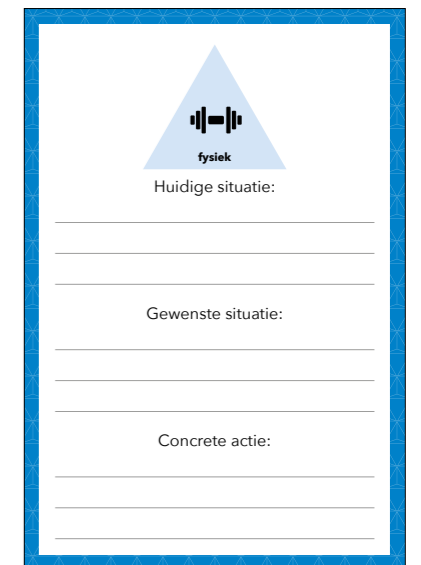 fysiek
Huidige situatie:
Gewenste situatie:
Concrete actie: